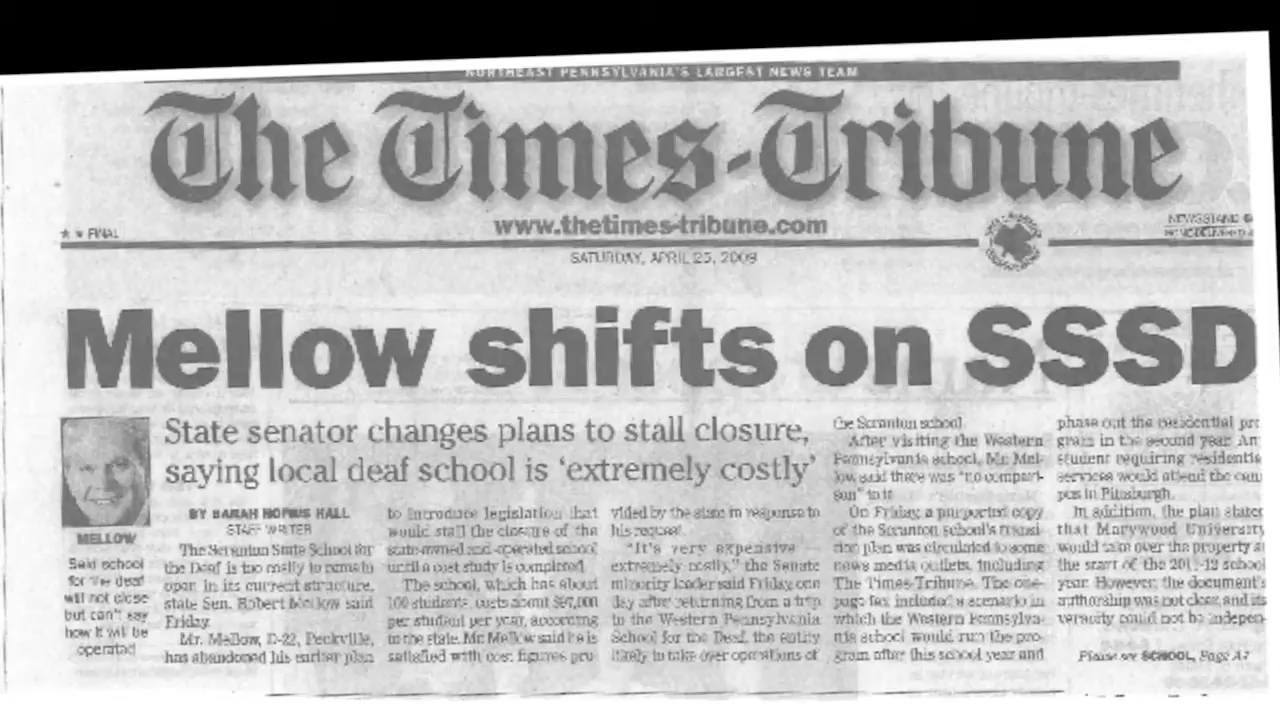 NORTHEAST PENNSYLVANIA'S LARGEST NEWS TEAM
The Times-Tribune
www.thetimes-tribune.com
★ ★ FINAL
NEWSSTAND
HOME DELIVERED
SATURDAY, APRIL 25, 2009
Mellow shifts on SSSD
State senator changes plans to stall closure,
saying local deaf school is 'extremely costly'
MELLOW
Said school
for the deaf
will not close
but can't say
how it will be
operated
BY SARAH HOFIUS HALL
STAFF WRITER
The Scranton State School for
the Deaf is too costly to remain
open in its current structure,
state Sen. Robert Mellow said
Friday.
Mr. Mellow, D-22, Peckville,
has abandoned his earlier plan
to introduce legislation that
would stall the closure of the
state-owned and-operated school
until a cost study is completed.
The school, which has about
100 students, costs about $97,000
per student per year, according
to the state. Mr. Mellow said he is
satisfied with cost figures pro-
vided by the state in response to
his request.
"It's very expensive —
extremely costly," the Senate
minority leader said Friday, one
day after returning from a trip
to the Western Pennsylvania
School for the Deaf, the entity
likely to take over operations of
the Scranton school.
After visiting the Western
Pennsylvania school, Mr. Mel-
low said there was "no compari-
son" to it.
On Friday, a purported copy
of the Scranton school's transi-
tion plan was circulated to some
news media outlets, including
The Times-Tribune. The one-
page fax included a scenario in
which the Western Pennsylva-
nia school would run the pro-
gram after this school year and
phase out the residential pro
gram in the second year. An
student requiring residentia
services would attend the cam
pus in Pittsburgh.
In addition, the plan states
that Marywood University
would take over the property at
the start of the 2011-12 school
year. However, the document's
authorship was not clear, and its
veracity could not be indepen-
Please see SCHOOL, Page A7